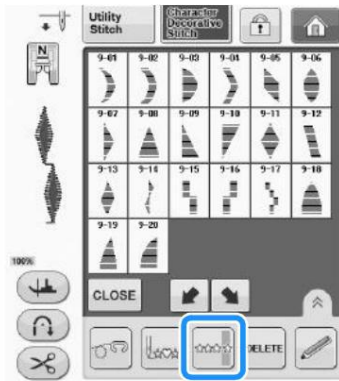 Utility
Stitch
Character
Decorative
Stitch
N
9-01 9-02 9-03 9-04 9-05 9-06
9-07 9-08 9-09 9-10 9-11 9-12
9-13 9-14 9-15 9-16 9-17 9-18
9-19 9-20
100%
CLOSE
DELETE